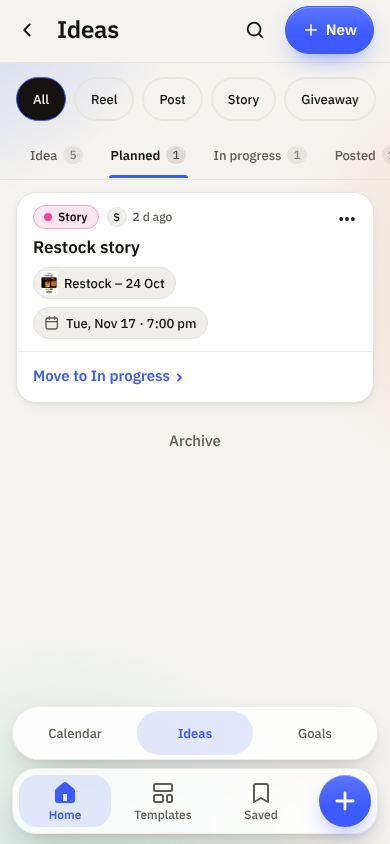 Ideas
New
All
Reel
Post
Story
Giveaway
Idea 5
Planned 1
In progress 1
Posted
Story S 2 d ago
Restock story
Restock – 24 Oct
Tue, Nov 17 · 7:00 pm
Move to In progress
Archive
Calendar
Ideas
Goals
Home
Templates
Saved